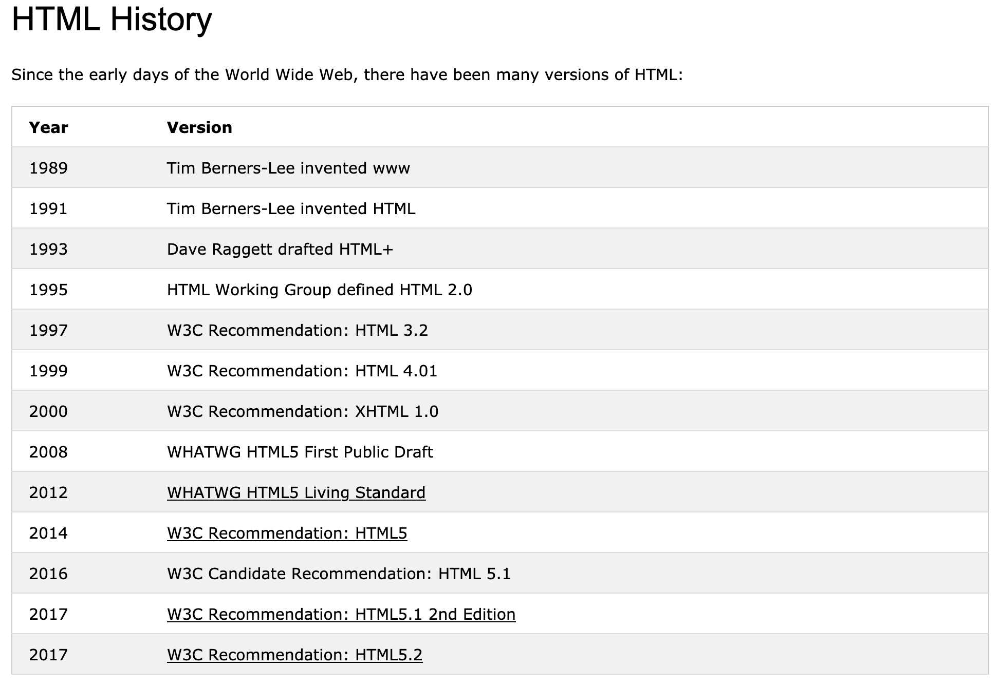 HTML History
Since the early days of the World Wide Web, there have been many versions of HTML:
Year Version
1989 Tim Berners-Lee invented www
1991 Tim Berners-Lee invented HTML
1993 Dave Raggett drafted HTML+
1995 HTML Working Group defined HTML 2.0
1997 W3C Recommendation: HTML 3.2
1999 W3C Recommendation: HTML 4.01
2000 W3C Recommendation: XHTML 1.0
2008 WHATWG HTML5 First Public Draft
2012 WHATWG HTML5 Living Standard
2014 W3C Recommendation: HTML5
2016 W3C Candidate Recommendation: HTML 5.1
2017 W3C Recommendation: HTML5.1 2nd Edition
2017 W3C Recommendation: HTML5.2